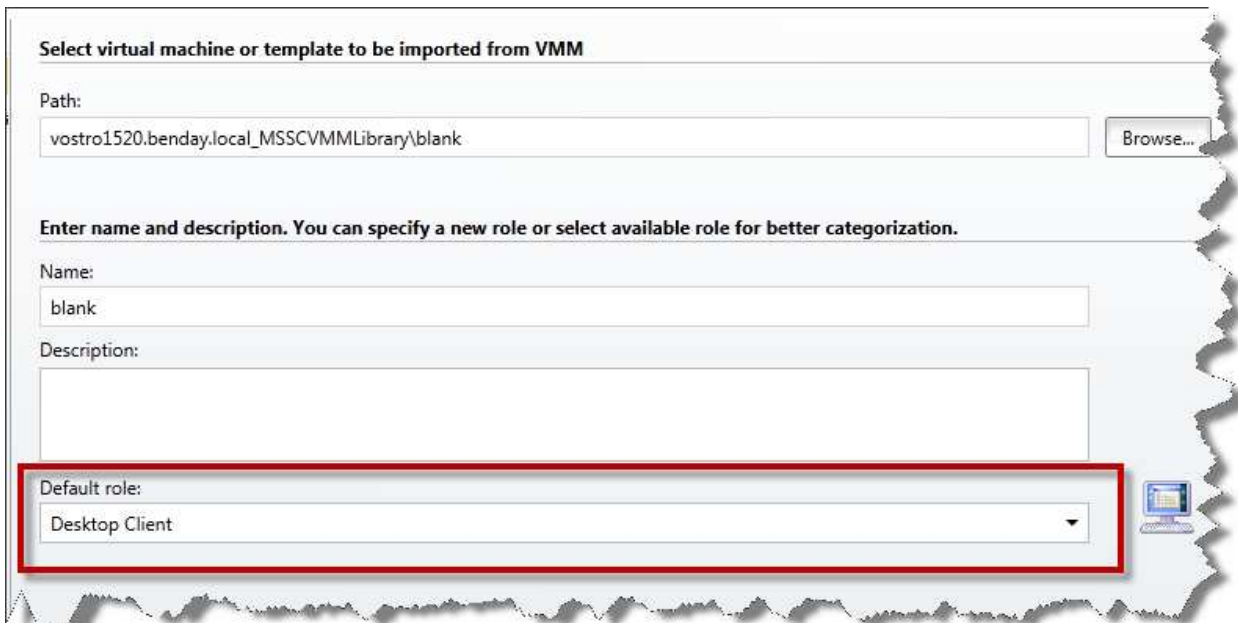 Select virtual machine or template to be imported from VMM
Path:
vostro1520.benday.local_MSSCVMMLibrary\blank
Browse...
Enter name and description. You can specify a new role or select available role for better categorization.
Name:
blank
Description:
Default role:
Desktop Client